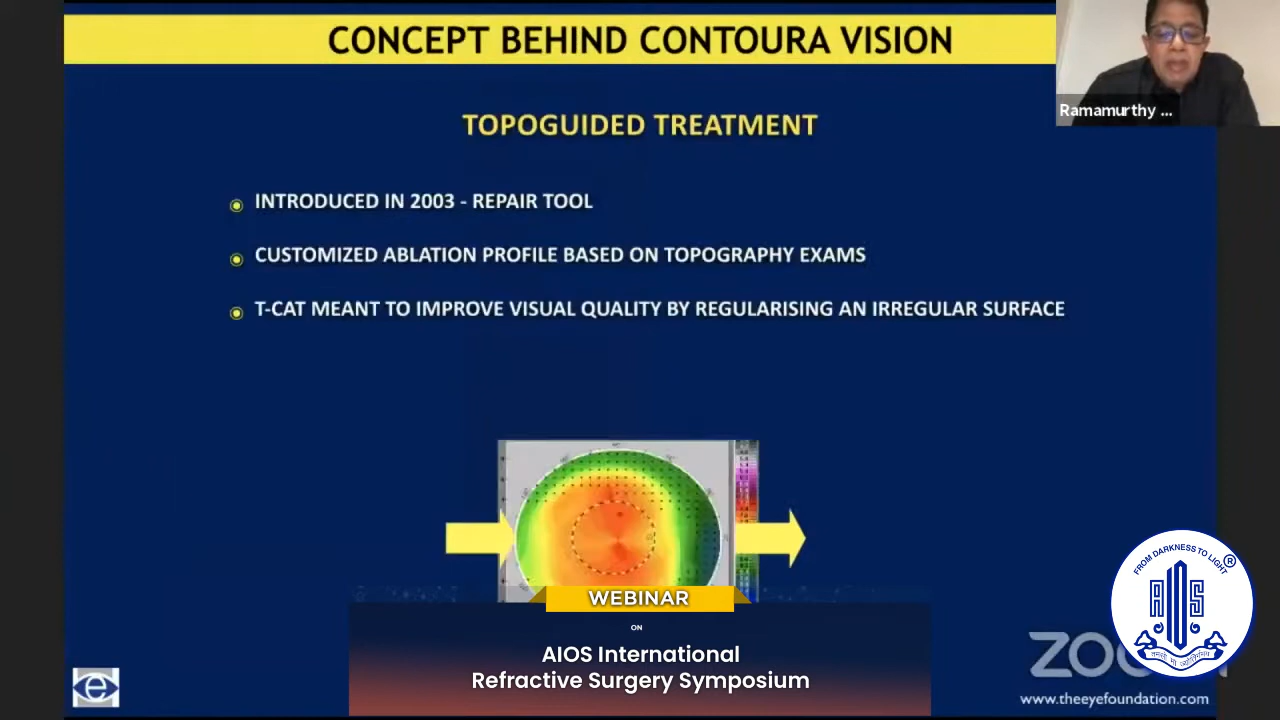 CONCEPT BEHIND CONTOURA VISION
Ramamurthy ...
TOPOGUIDED TREATMENT
INTRODUCED IN 2003 - REPAIR TOOL
CUSTOMIZED ABLATION PROFILE BASED ON TOPOGRAPHY EXAMS
T-CAT MEANT TO IMPROVE VISUAL QUALITY BY REGULARISING AN IRREGULAR SURFACE
WEBINAR
ON
AIOS International
Refractive Surgery Symposium
FROM DARKNESS TO LIGHT
®
AIOS
www.theeyefoundation.com